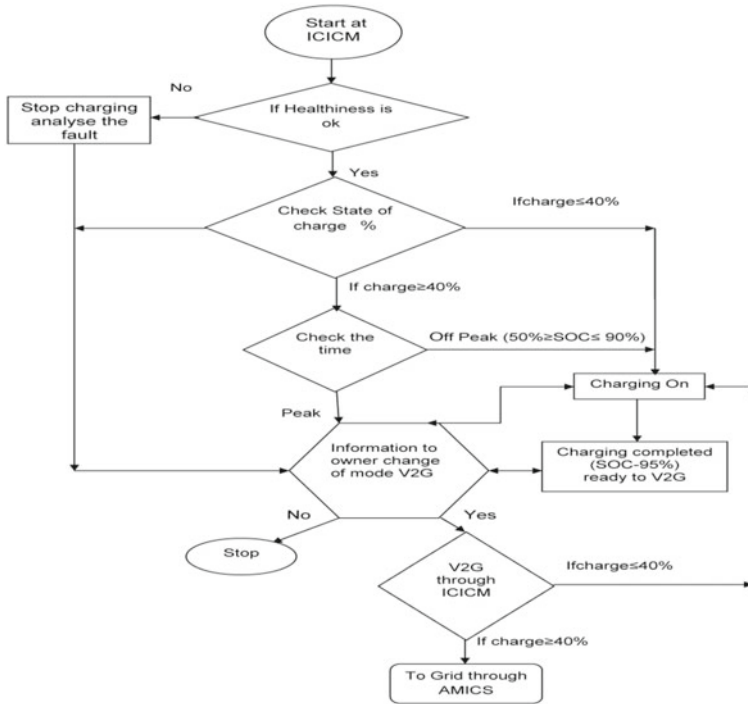 Start at
ICICM
No
Stop charging
analyse the
fault
If Healthiness is
ok
Yes
Check State of
charge %
Ifcharge≤40%
If charge≥40%
Check the
time
Off Peak (50%≥SOC≤ 90%)
Charging On
Peak
Information to
owner change
of mode V2G
Charging completed
(SOC-95%)
ready to V2G
No
Yes
Stop
V2G
through
ICICM
Ifcharge≤40%
If charge≥40%
To Grid through
AMICS